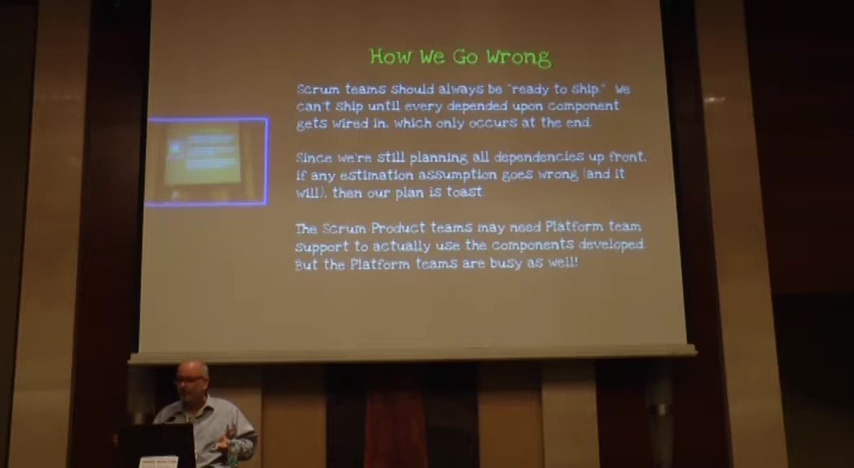 How We Go Wrong
Scrum teams should always be "ready to ship." We
can't ship until every depended upon component
gets wired in, which only occurs at the end.
Since we're still planning all dependencies up front,
if any estimation assumption goes wrong (and it
will), then our plan is toast.
The Scrum Product teams may need Platform team
support to actually use the components developed.
But the Platform teams are busy as well!